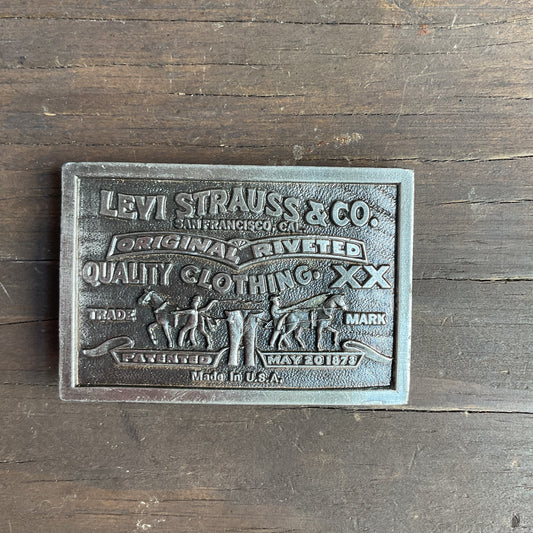 LEVI STRAUSS & CO.
SAN FRANCISCO, CAL.
ORIGINAL RIVETED
QUALITY CLOTHING. XX
TRADE MARK
PATENTED MAY 20 1873
Made In U.S.A.